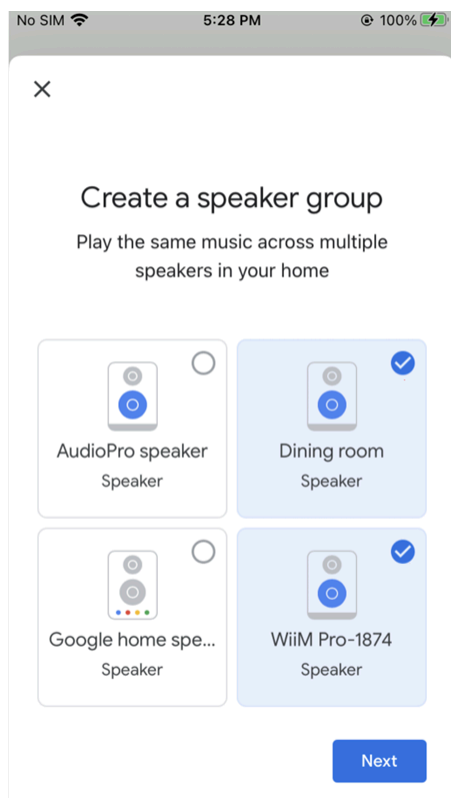 No SIM 5:28 PM 100%
Create a speaker group
Play the same music across multiple
speakers in your home
AudioPro speaker
Speaker
Dining room
Speaker
Google home spe...
Speaker
WiiM Pro-1874
Speaker
Next